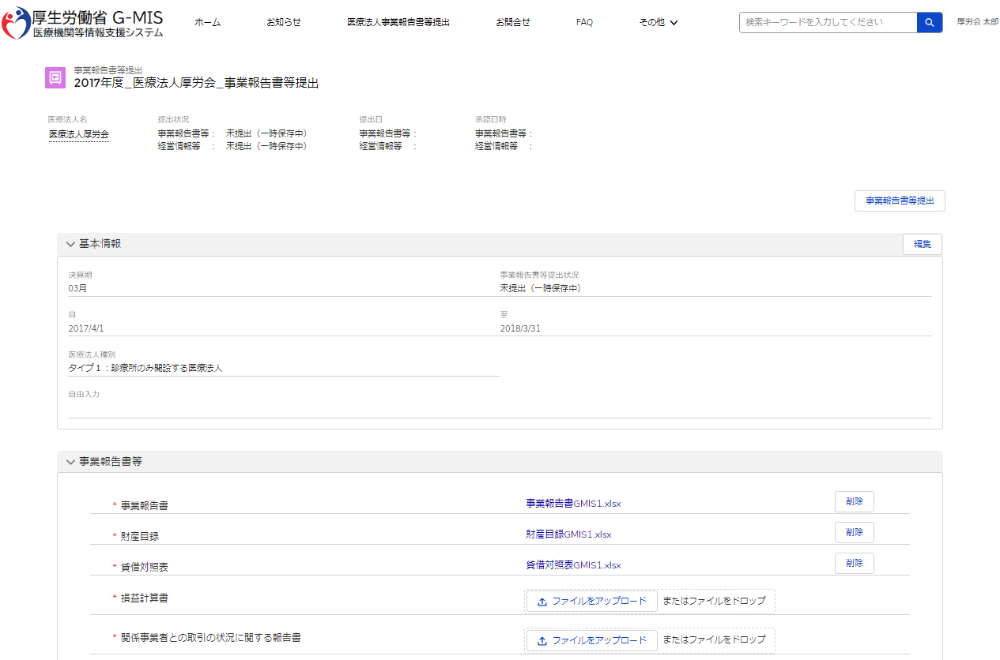 厚生労働省 G-MIS
医療機関等情報支援システム
ホーム お知らせ 医療法人事業報告書等提出 お問合せ FAQ その他 検索キーワードを入力してください 厚労会 太郎
事業報告書等提出
2017年度_医療法人厚労会_事業報告書等提出
医療法人名 提出状況 提出日 承認日時
医療法人厚労会 事業報告書等： 未提出（一時保存中） 事業報告書等： 事業報告書等：
経営情報等 ： 未提出（一時保存中） 経営情報等 ： 経営情報等 ：
事業報告書等提出
基本情報 編集
決算期 事業報告書等提出状況
03月 未提出（一時保存中）
自 至
2017/4/1 2018/3/31
医療法人種別
タイプ１：診療所のみ開設する医療法人
自由入力
事業報告書等
* 事業報告書 事業報告書GMIS1.xlsx 削除
* 財産目録 財産目録GMIS1.xlsx 削除
* 貸借対照表 貸借対照表GMIS1.xlsx 削除
* 損益計算書 ファイルをアップロード またはファイルをドロップ
* 関係事業者との取引の状況に関する報告書 ファイルをアップロード またはファイルをドロップ